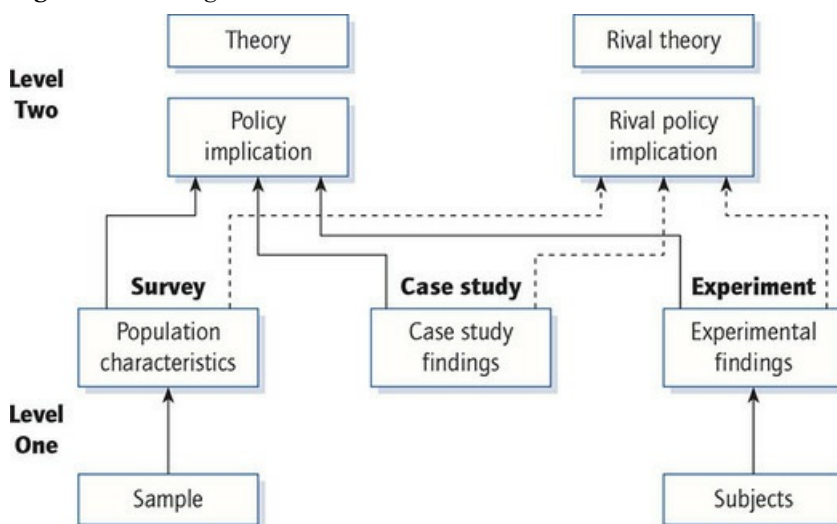 Theory
Rival theory
Level
Two
Policy
implication
Rival policy
implication
Survey
Case study
Experiment
Population
characteristics
Case study
findings
Experimental
findings
Level
One
Sample
Subjects